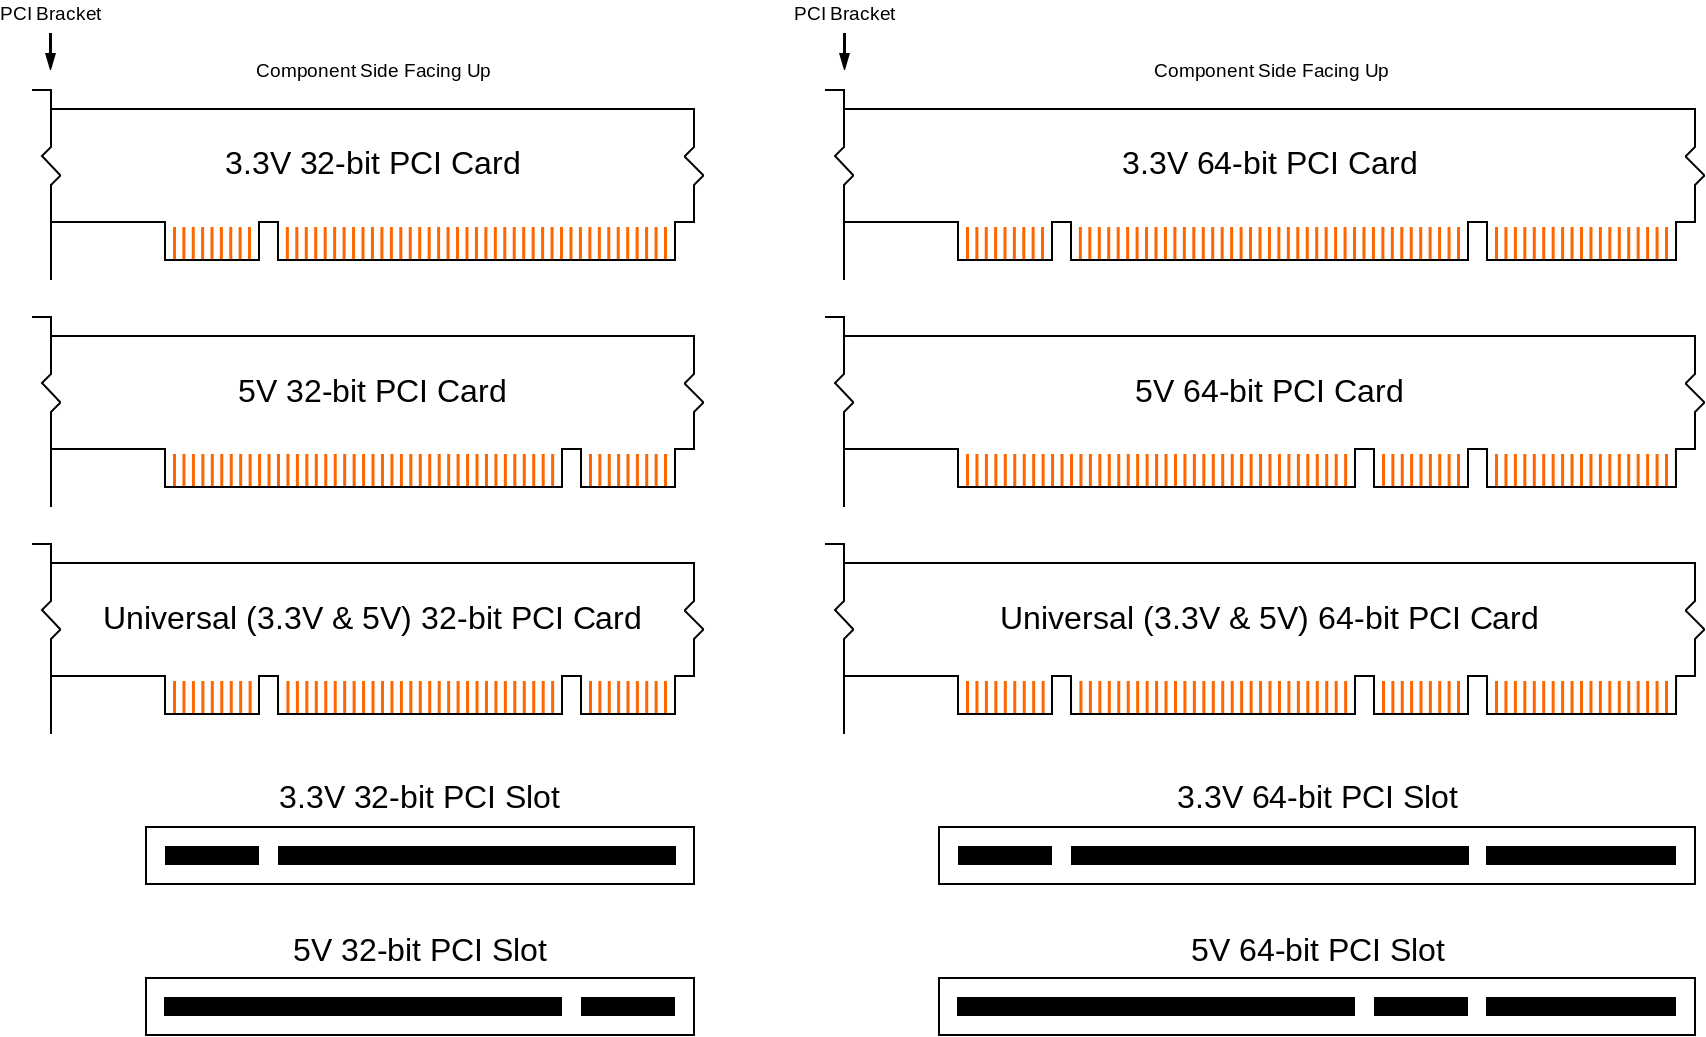 PCI Bracket
PCI Bracket
Component Side Facing Up
Component Side Facing Up
3.3V 32-bit PCI Card
3.3V 64-bit PCI Card
5V 32-bit PCI Card
5V 64-bit PCI Card
Universal (3.3V & 5V) 32-bit PCI Card
Universal (3.3V & 5V) 64-bit PCI Card
3.3V 32-bit PCI Slot
3.3V 64-bit PCI Slot
5V 32-bit PCI Slot
5V 64-bit PCI Slot